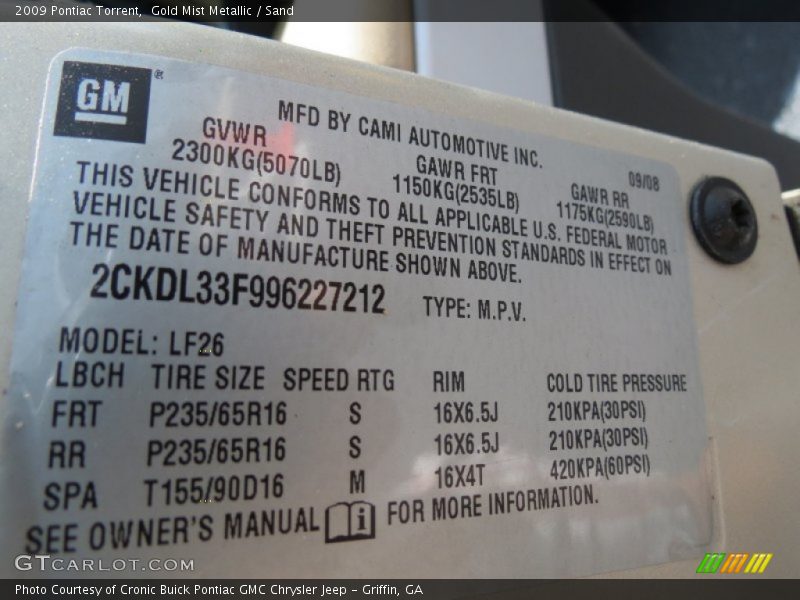 2009 Pontiac Torrent,  Gold Mist Metallic / Sand
GM®
MFD BY CAMI AUTOMOTIVE INC.
GVWR GAWR FRT GAWR RR 09/08
2300KG(5070LB) 1150KG(2535LB) 1175KG(2590LB)
THIS VEHICLE CONFORMS TO ALL APPLICABLE U.S. FEDERAL MOTOR
VEHICLE SAFETY AND THEFT PREVENTION STANDARDS IN EFFECT ON
THE DATE OF MANUFACTURE SHOWN ABOVE.
2CKDL33F996227212 TYPE: M.P.V.
MODEL: LF26
LBCH TIRE SIZE SPEED RTG RIM COLD TIRE PRESSURE
FRT P235/65R16 S 16X6.5J 210KPA(30PSI)
RR P235/65R16 S 16X6.5J 210KPA(30PSI)
SPA T155/90D16 M 16X4T 420KPA(60PSI)
SEE OWNER'S MANUAL i FOR MORE INFORMATION.
GTCARLOT.COM
Photo Courtesy of Cronic Buick Pontiac GMC Chrysler Jeep - Griffin, GA